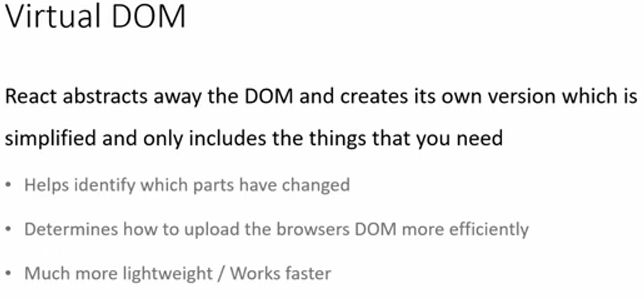 Virtual DOM
React abstracts away the DOM and creates its own version which is
simplified and only includes the things that you need
• Helps identify which parts have changed
• Determines how to upload the browsers DOM more efficiently
• Much more lightweight / Works faster